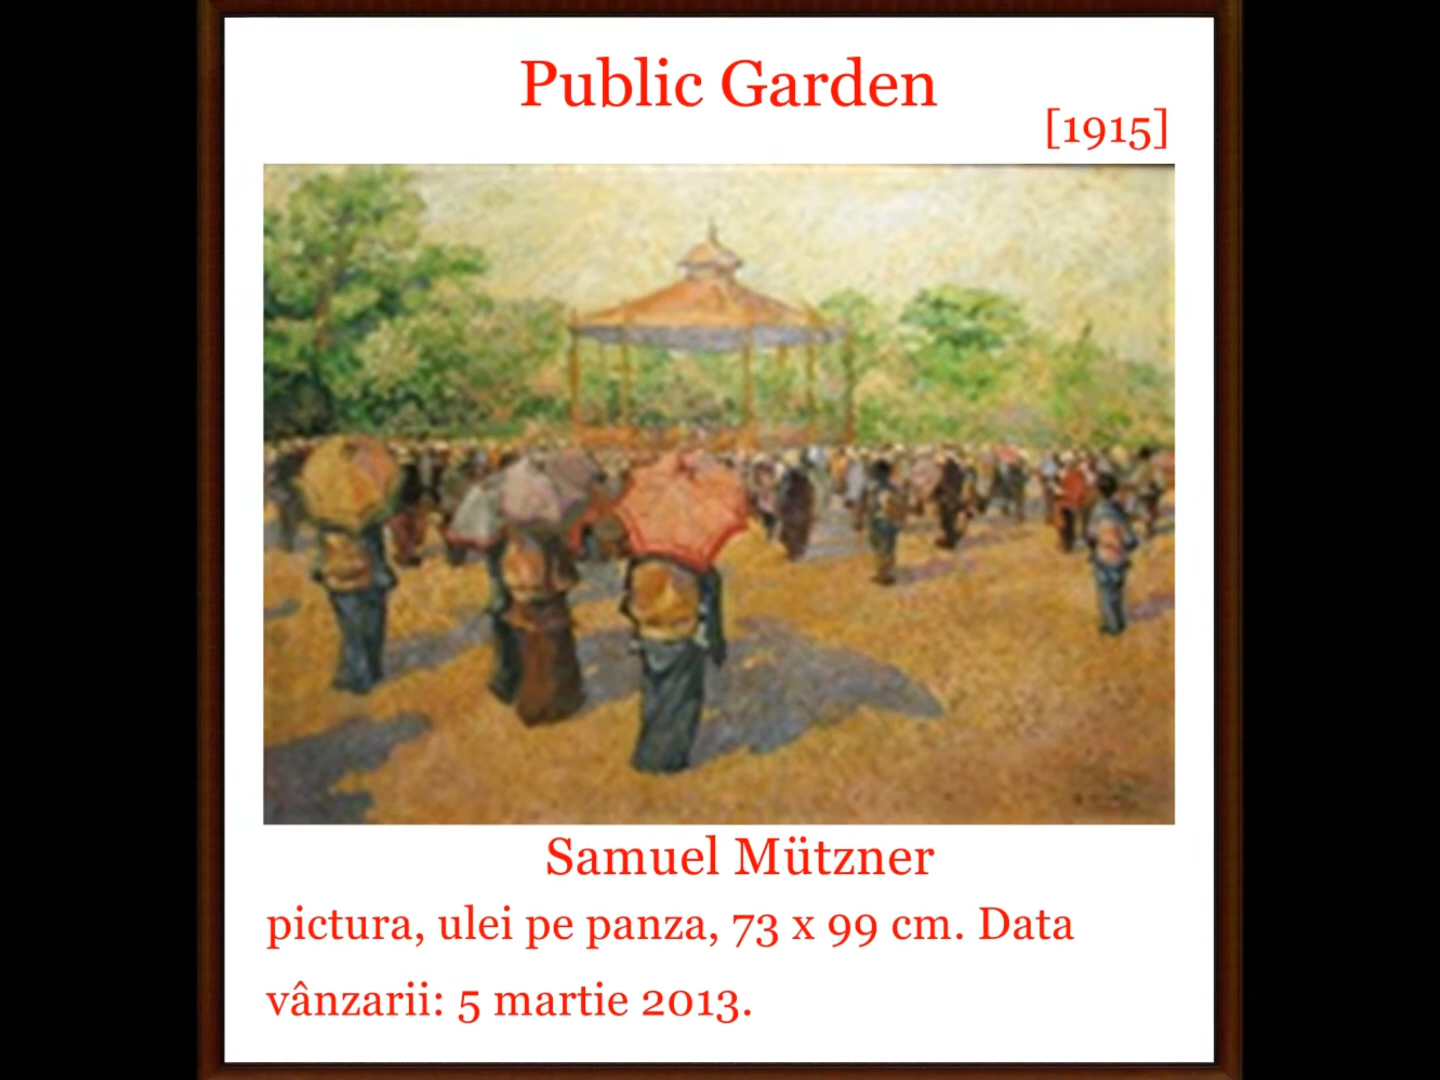 Public Garden
[1915]
Samuel Mützner
pictura, ulei pe panza, 73 x 99 cm. Data
vânzarii: 5 martie 2013.